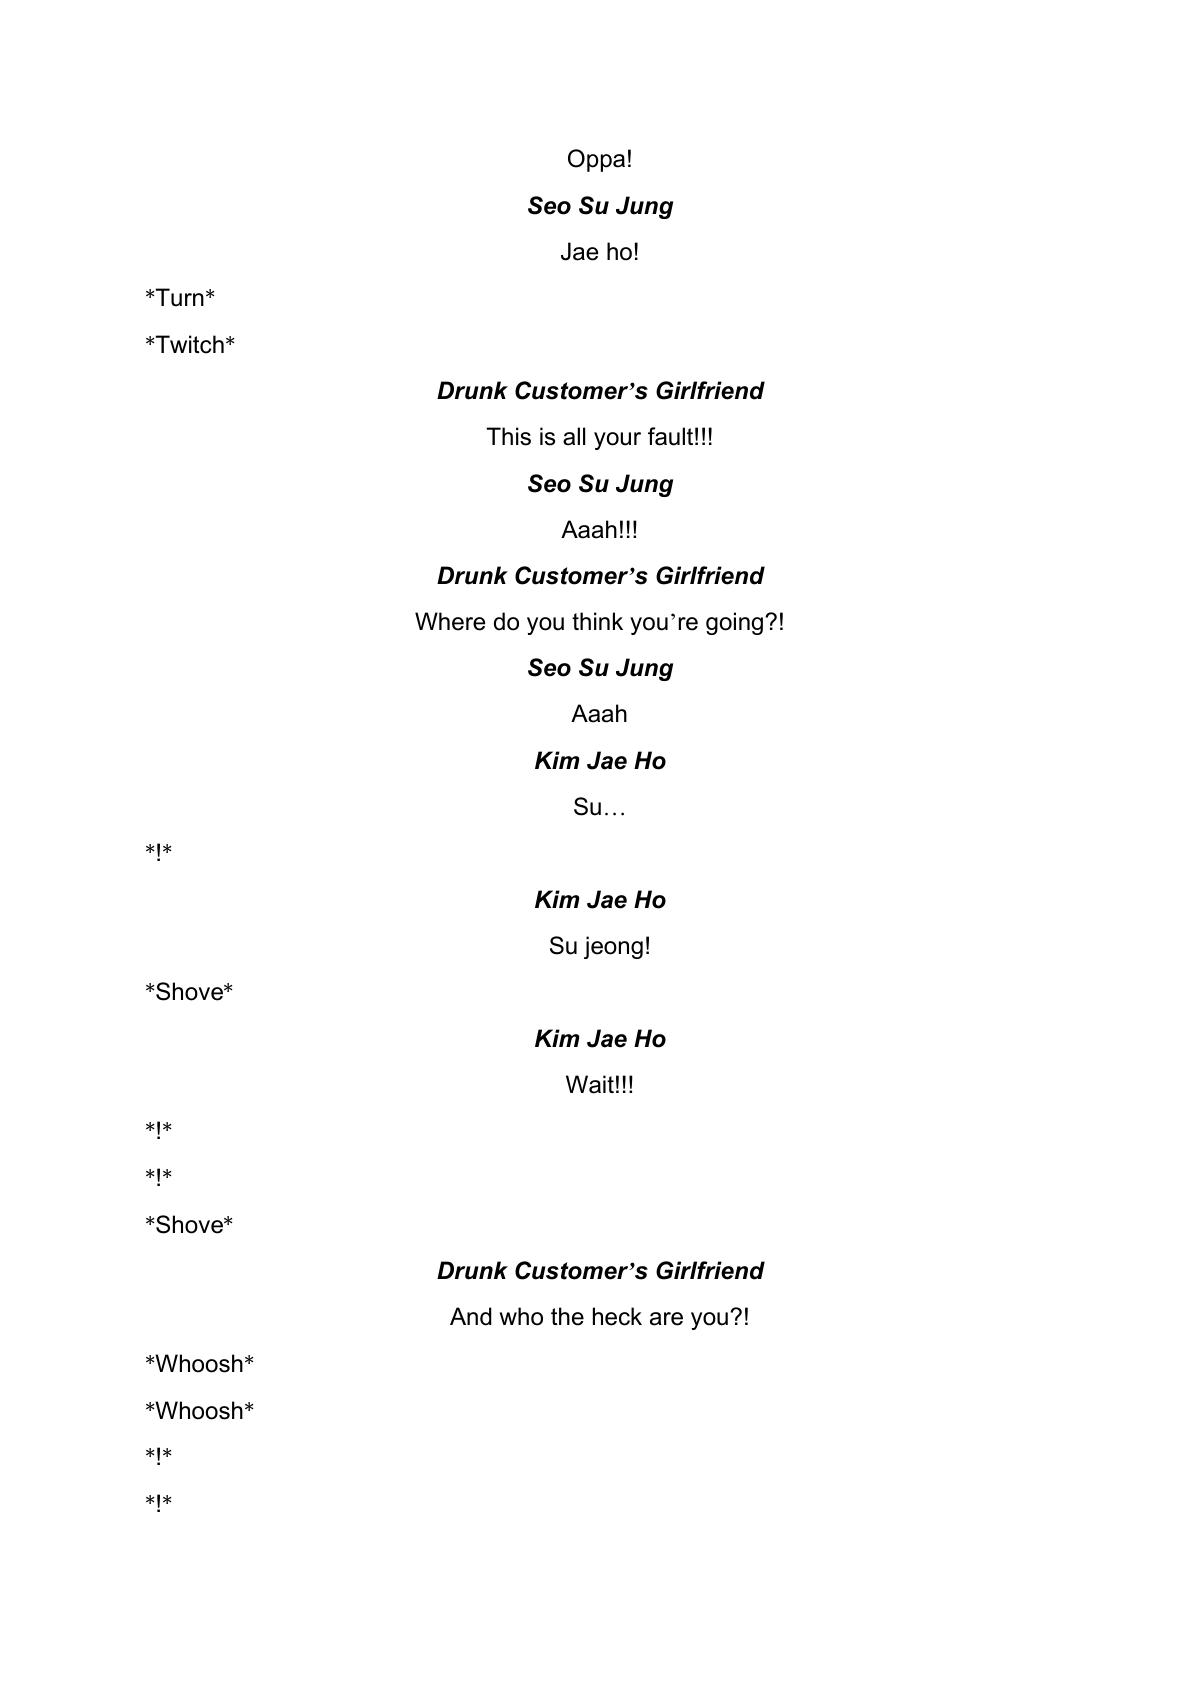 Oppa!
Seo Su Jung
Jae ho!
*Turn*
*Twitch*
Drunk Customer’s Girlfriend
This is all your fault!!!
Seo Su Jung
Aaah!!!
Drunk Customer’s Girlfriend
Where do you think you’re going?!
Seo Su Jung
Aaah
Kim Jae Ho
Su…
*!*
Kim Jae Ho
Su jeong!
*Shove*
Kim Jae Ho
Wait!!!
*!*
*!*
*Shove*
Drunk Customer’s Girlfriend
And who the heck are you?!
*Whoosh*
*Whoosh*
*!*
*!*